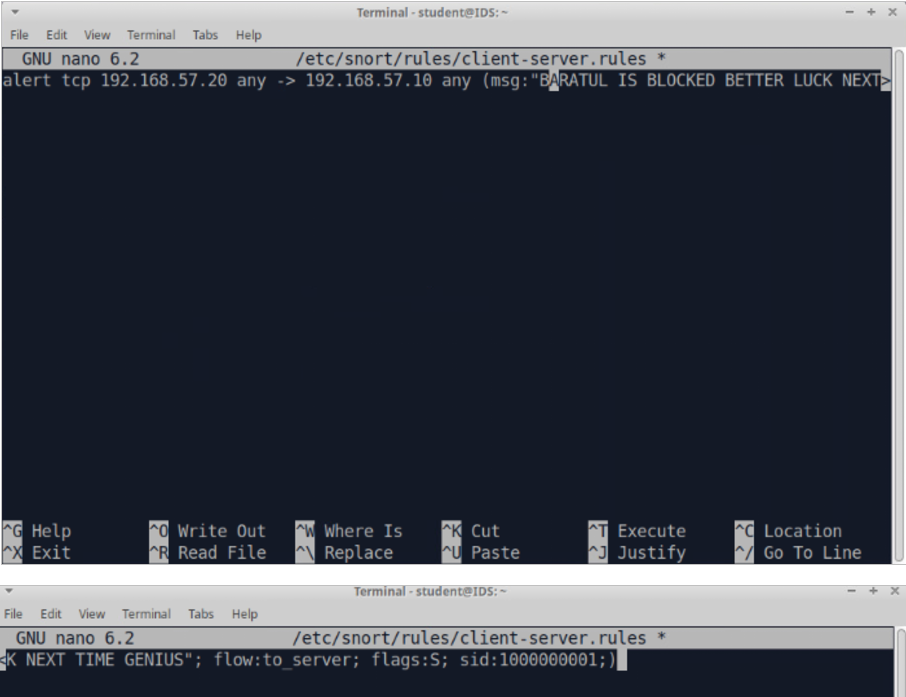 Terminal - student@IDS: ~
File Edit View Terminal Tabs Help
GNU nano 6.2 /etc/snort/rules/client-server.rules *
alert tcp 192.168.57.20 any -> 192.168.57.10 any (msg:"BARATUL IS BLOCKED BETTER LUCK NEXT>
^G Help ^O Write Out ^W Where Is ^K Cut ^T Execute ^C Location
^X Exit ^R Read File ^\ Replace ^U Paste ^J Justify ^/ Go To Line
Terminal - student@IDS: ~
File Edit View Terminal Tabs Help
GNU nano 6.2 /etc/snort/rules/client-server.rules *
<K NEXT TIME GENIUS"; flow:to_server; flags:S; sid:1000000001;)